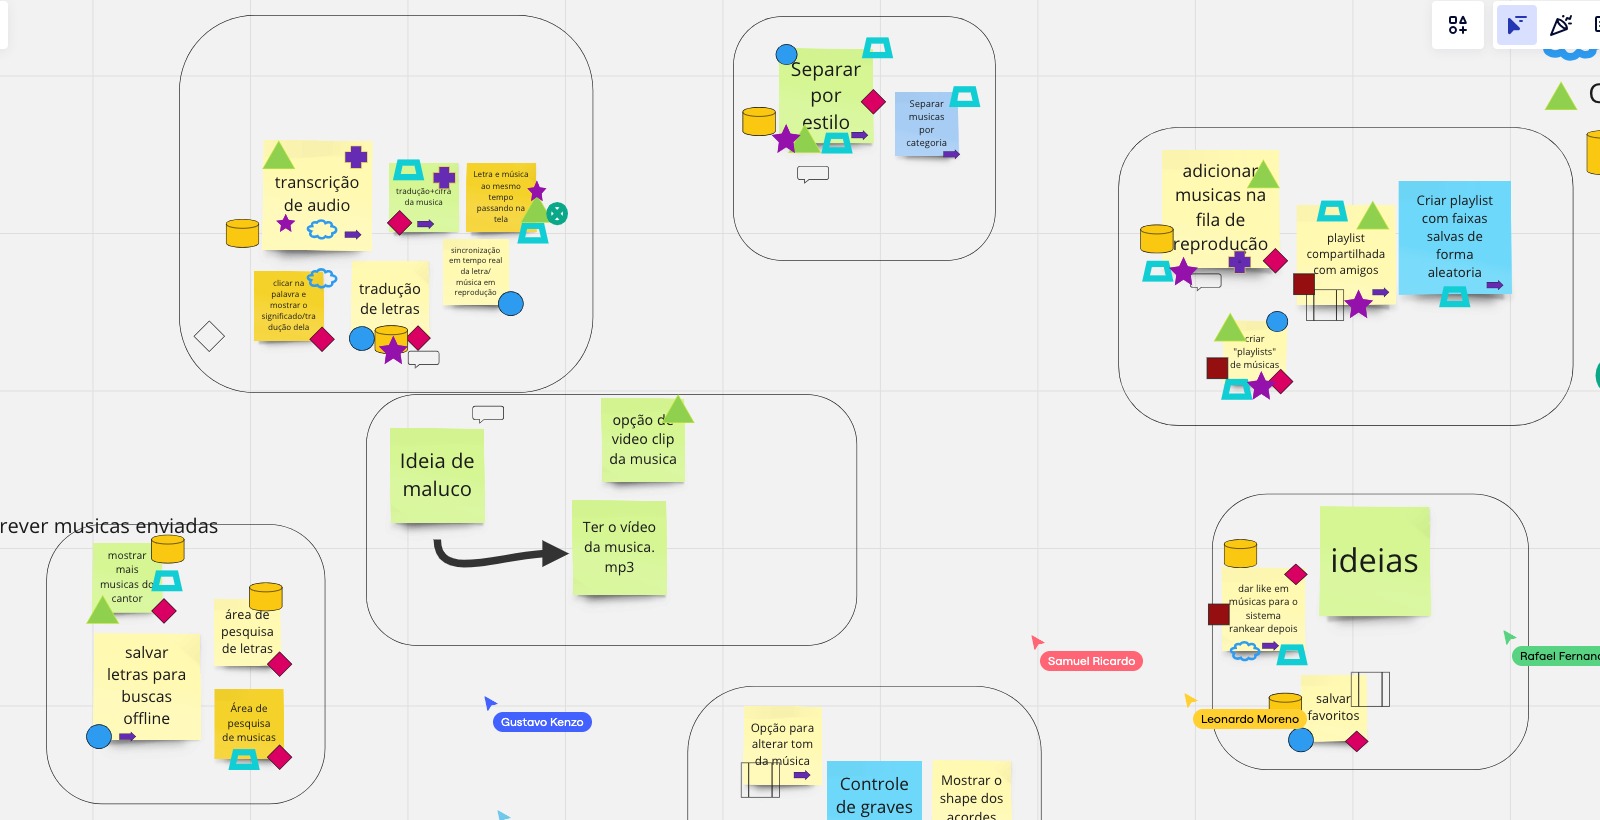 transcrição
de audio
tradução+cifra
da musica
Letra e música
ao mesmo
tempo
passando na
tela
clicar na
palavra e
mostrar o
significado/tra
dução dela
tradução
de letras
sincronização
em tempo real
da letra/
música em
reprodução
Separar
por
estilo
Separar
musicas
por
categoria
C
adicionar
musicas na
fila de
reprodução
playlist
compartilhada
com amigos
Criar playlist
com faixas
salvas de
forma
aleatoria
criar
"playlists"
de músicas
Ideia de
maluco
opção de
video clip
da musica
Ter o vídeo
da musica.
mp3
rever musicas enviadas
mostrar
mais
musicas do
cantor
área de
pesquisa
de letras
salvar
letras para
buscas
offline
Área de
pesquisa
de musicas
ideias
dar like em
músicas para o
sistema
rankear depois
salvar
favoritos
Samuel Ricardo
Rafael Fernand
Leonardo Moreno
Gustavo Kenzo
Opção para
alterar tom
da música
Controle
de graves
Mostrar o
shape dos
acordes